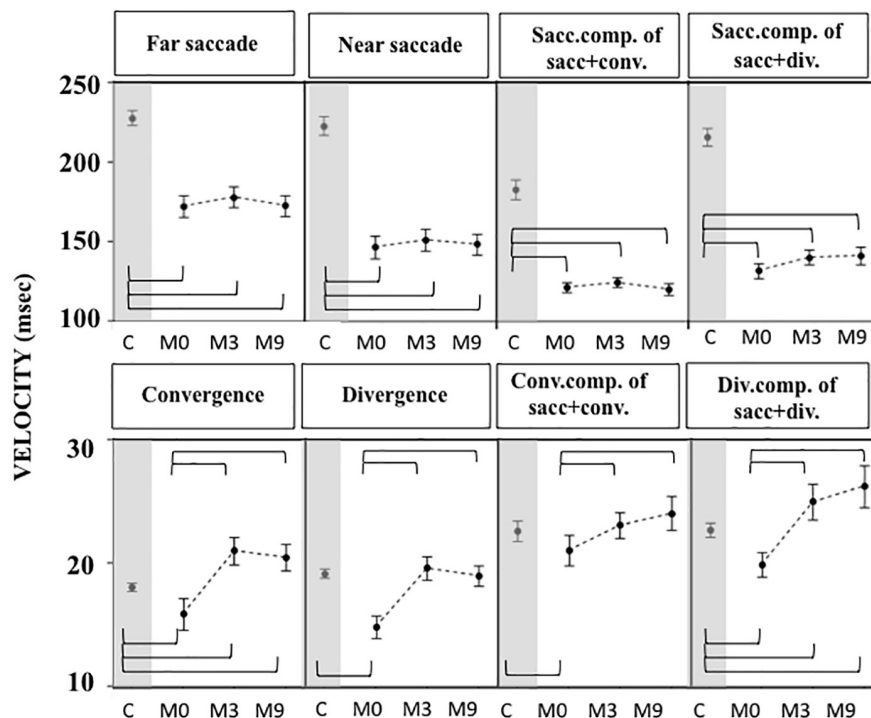 Far saccade
Near saccade
Sacc.comp. of
sacc+conv.
Sacc.comp. of
sacc+div.
VELOCITY (msec)
250
200
150
100
C M0 M3 M9
C M0 M3 M9
C M0 M3 M9
C M0 M3 M9
Convergence
Divergence
Conv.comp. of
sacc+conv.
Div.comp. of
sacc+div.
30
20
10
C M0 M3 M9
C M0 M3 M9
C M0 M3 M9
C M0 M3 M9